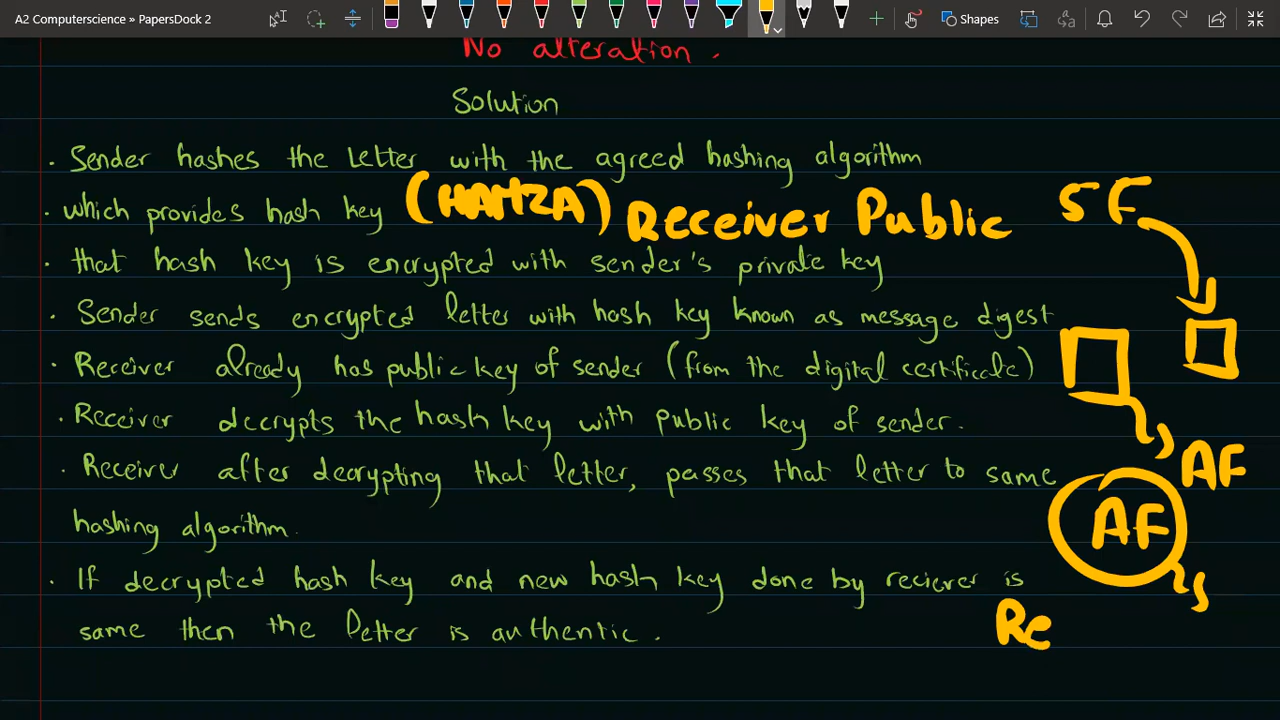 A2 Computerscience » PapersDock 2
Shapes
No alteration.
Solution
. Sender hashes the letter with the agreed hashing algorithm
. which provides hash key (HAMZA) Receiver Public
5F
. that hash key is encrypted with sender's private key
. Sender sends encrypted letter with hash key known as message digest
. Receiver already has public key of sender (from the digital certificate)
. Receiver decrypts the hash key with public key of sender.
AF
. Receiver after decrypting that letter, passes that letter to same
AF
hashing algorithm.
. If decrypted hash key and new hash key done by reciever is
Re
same then the letter is authentic.